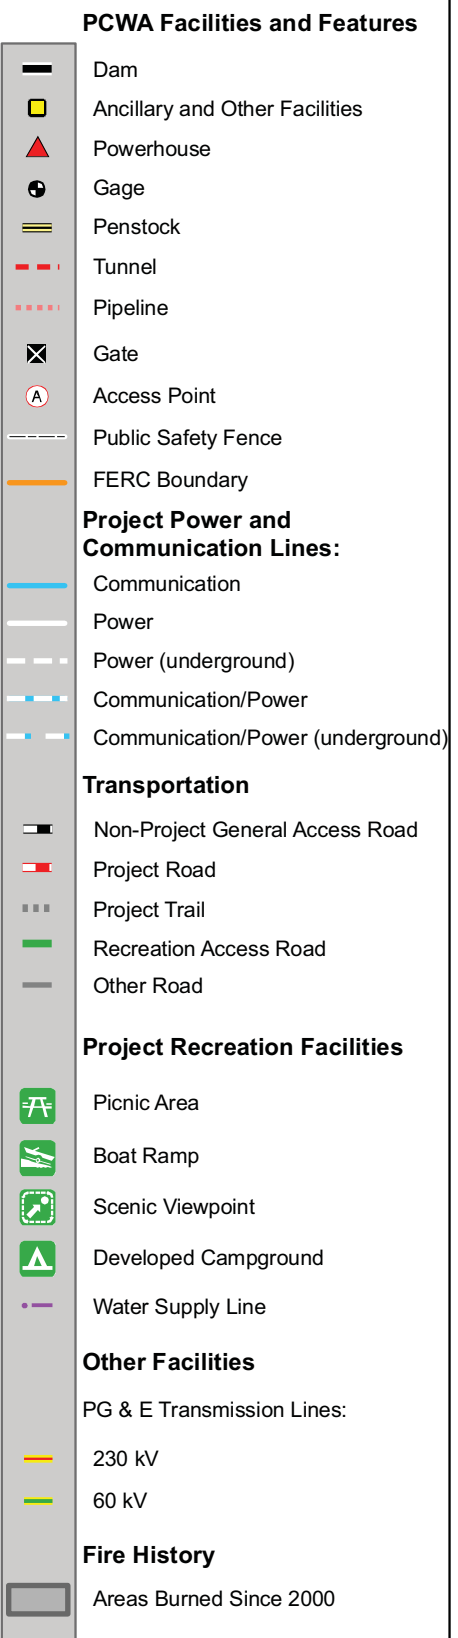 PCWA Facilities and Features
Dam
Ancillary and Other Facilities
Powerhouse
Gage
Penstock
Tunnel
Pipeline
Gate
A Access Point
Public Safety Fence
FERC Boundary
Project Power and
Communication Lines:
Communication
Power
Power (underground)
Communication/Power
Communication/Power (underground)
Transportation
Non-Project General Access Road
Project Road
Project Trail
Recreation Access Road
Other Road
Project Recreation Facilities
Picnic Area
Boat Ramp
Scenic Viewpoint
Developed Campground
Water Supply Line
Other Facilities
PG & E Transmission Lines:
230 kV
60 kV
Fire History
Areas Burned Since 2000